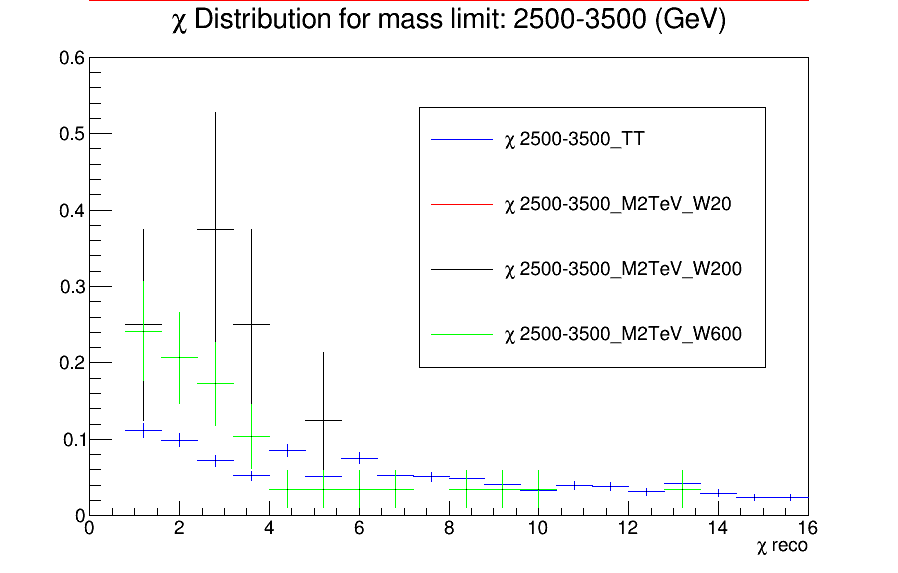 χ Distribution for mass limit: 2500-3500 (GeV)
0.6
0.5
0.4
0.3
0.2
0.1
0
χ 2500-3500_TT
χ 2500-3500_M2TeV_W20
χ 2500-3500_M2TeV_W200
χ 2500-3500_M2TeV_W600
0 2 4 6 8 10 12 14 16
χ reco